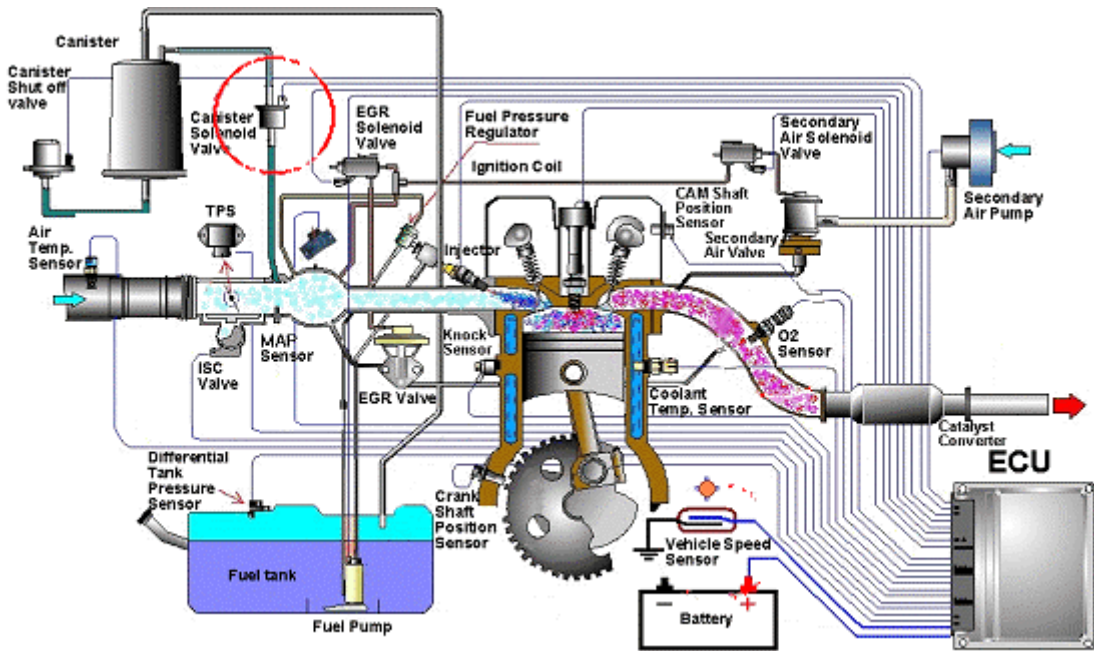 Canister
Canister
Shut off
valve
Canister
Solenoid
Valve
EGR
Solenoid
Valve
Fuel Pressure
Regulator
Ignition Coil
Secondary
Air Solenoid
Valve
CAM Shaft
Position
Sensor
Secondary
Air Pump
Secondary
Air Valve
TPS
Air
Temp.
Sensor
Injector
MAP
Sensor
ISC
Valve
Knock
Sensor
EGR Valve
O2
Sensor
Coolant
Temp. Sensor
Catalyst
Converter
ECU
Differential
Tank
Pressure
Sensor
Crank
Shaft
Position
Sensor
Vehicle Speed
Sensor
Fuel tank
Fuel Pump
− +
Battery